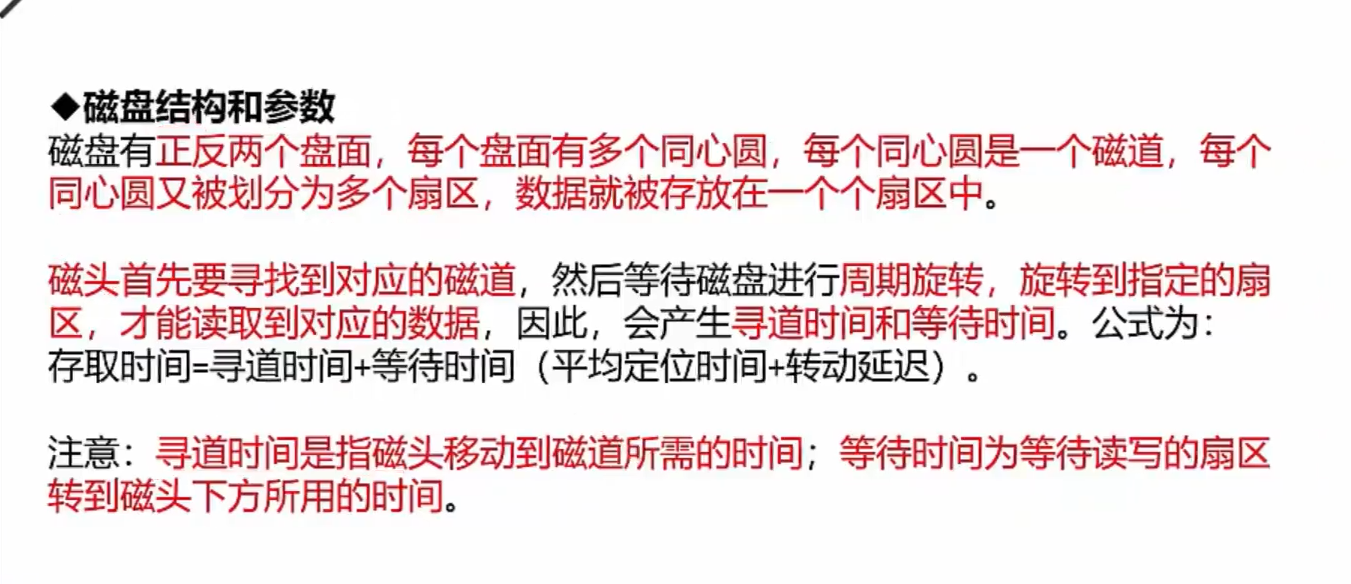 ◆磁盘结构和参数
磁盘有正反两个盘面，每个盘面有多个同心圆，每个同心圆是一个磁道，每个
同心圆又被划分为多个扇区，数据就被存放在一个个扇区中。
磁头首先要寻找到对应的磁道，然后等待磁盘进行周期旋转，旋转到指定的扇
区，才能读取到对应的数据，因此，会产生寻道时间和等待时间。公式为：
存取时间=寻道时间+等待时间（平均定位时间+转动延迟）。
注意：寻道时间是指磁头移动到磁道所需的时间；等待时间为等待读写的扇区
转到磁头下方所用的时间。